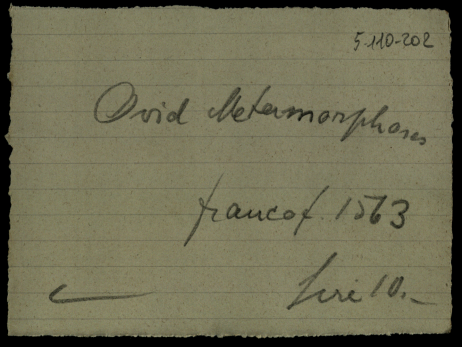 5-110-202
Ovid Metamorphoses
francof. 1563
Lire 10.-